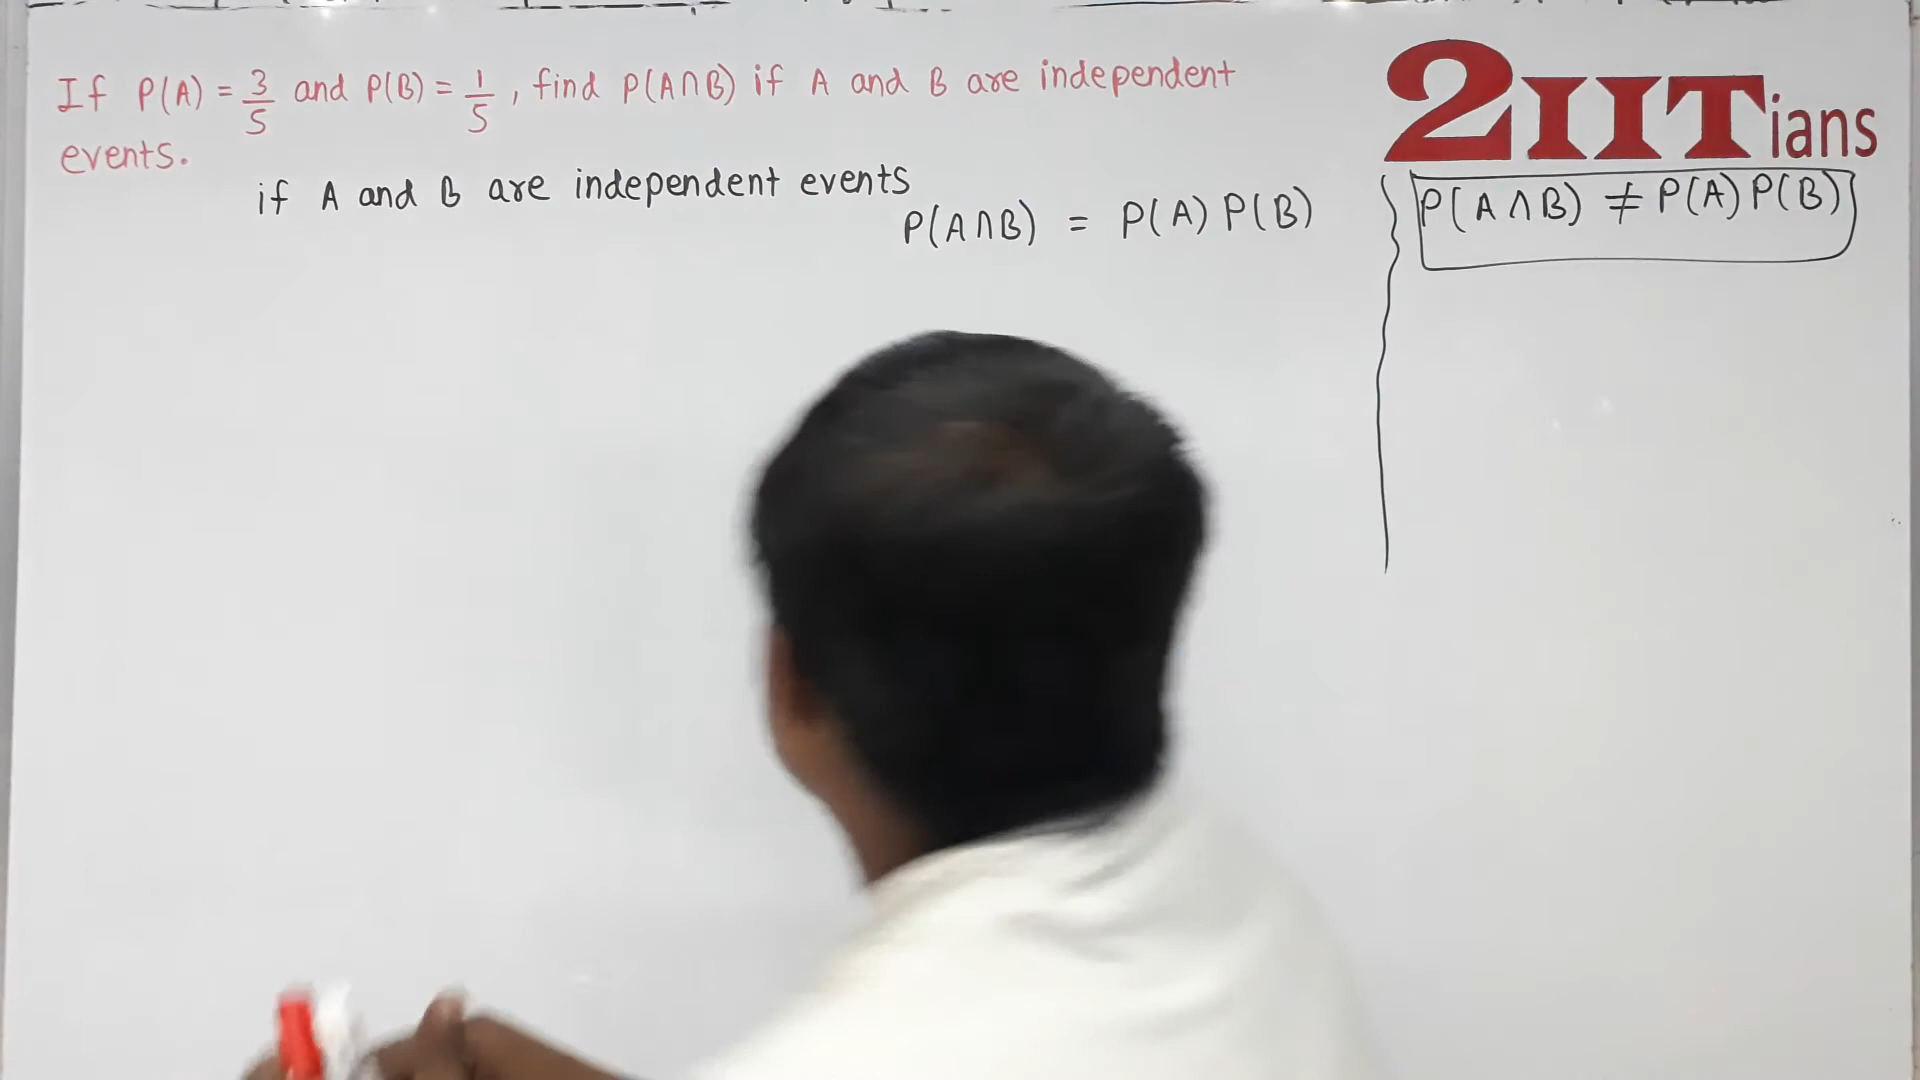 If P(A) = 3/5 and P(B) = 1/5, find P(A∩B) if A and B are independent
events.
2IITians
if A and B are independent events
P(A∩B) = P(A) P(B)
P(A∩B) ≠ P(A) P(B)